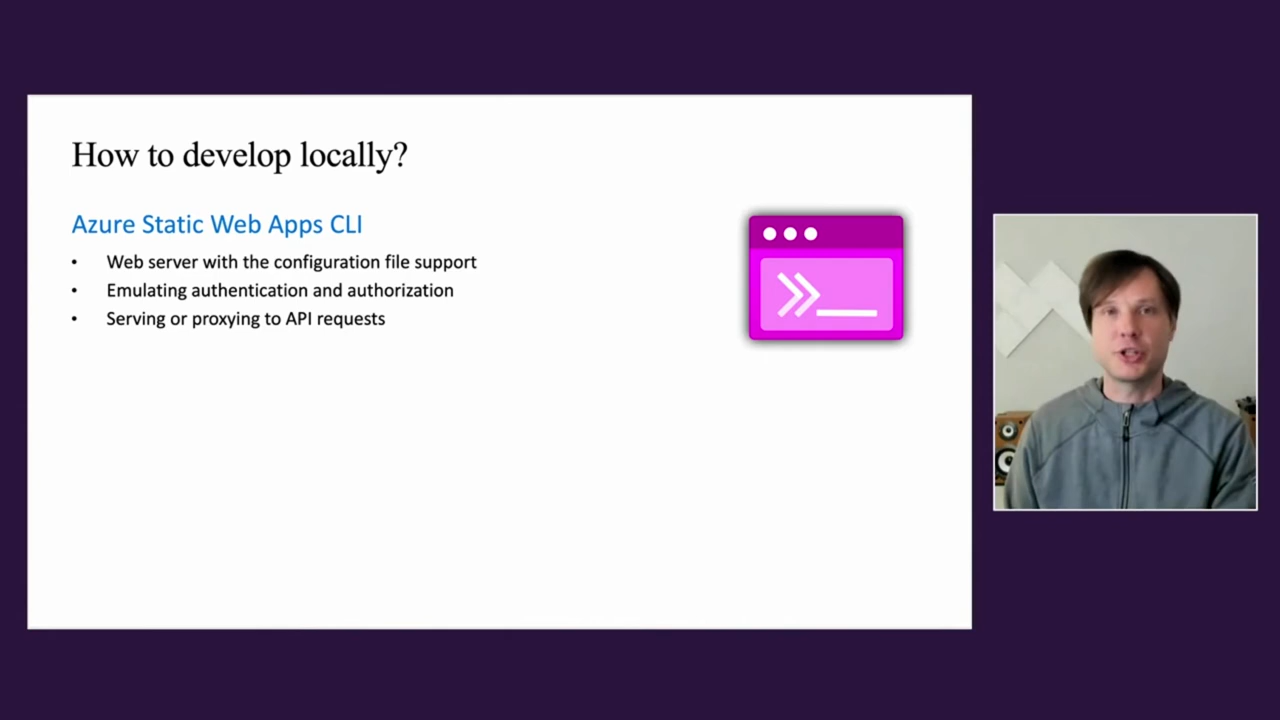 How to develop locally?
Azure Static Web Apps CLI
• Web server with the configuration file support
• Emulating authentication and authorization
• Serving or proxying to API requests